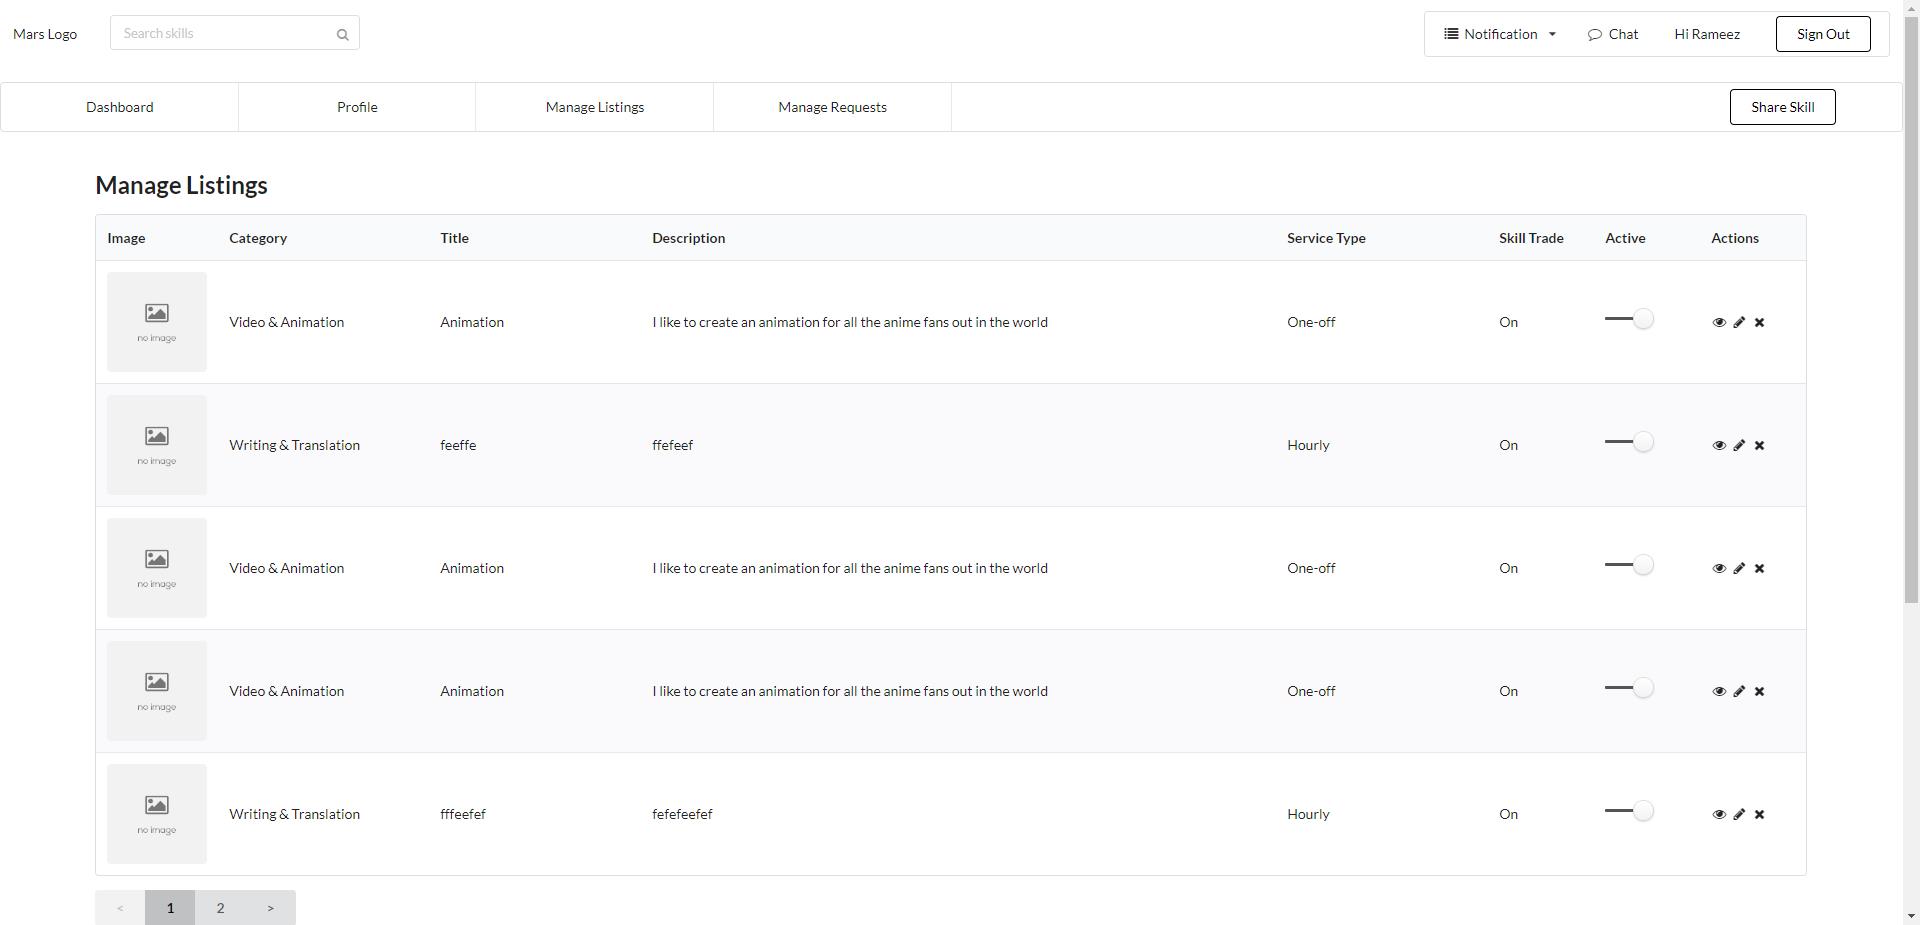 Mars Logo Search skills Notification Chat Hi Rameez Sign Out
Dashboard Profile Manage Listings Manage Requests Share Skill
Manage Listings
Image Category Title Description Service Type Skill Trade Active Actions
no image Video & Animation Animation I like to create an animation for all the anime fans out in the world One-off On
no image Writing & Translation feeffe ffefeef Hourly On
no image Video & Animation Animation I like to create an animation for all the anime fans out in the world One-off On
no image Video & Animation Animation I like to create an animation for all the anime fans out in the world One-off On
no image Writing & Translation fffeefef fefefeefef Hourly On
< 1 2 >